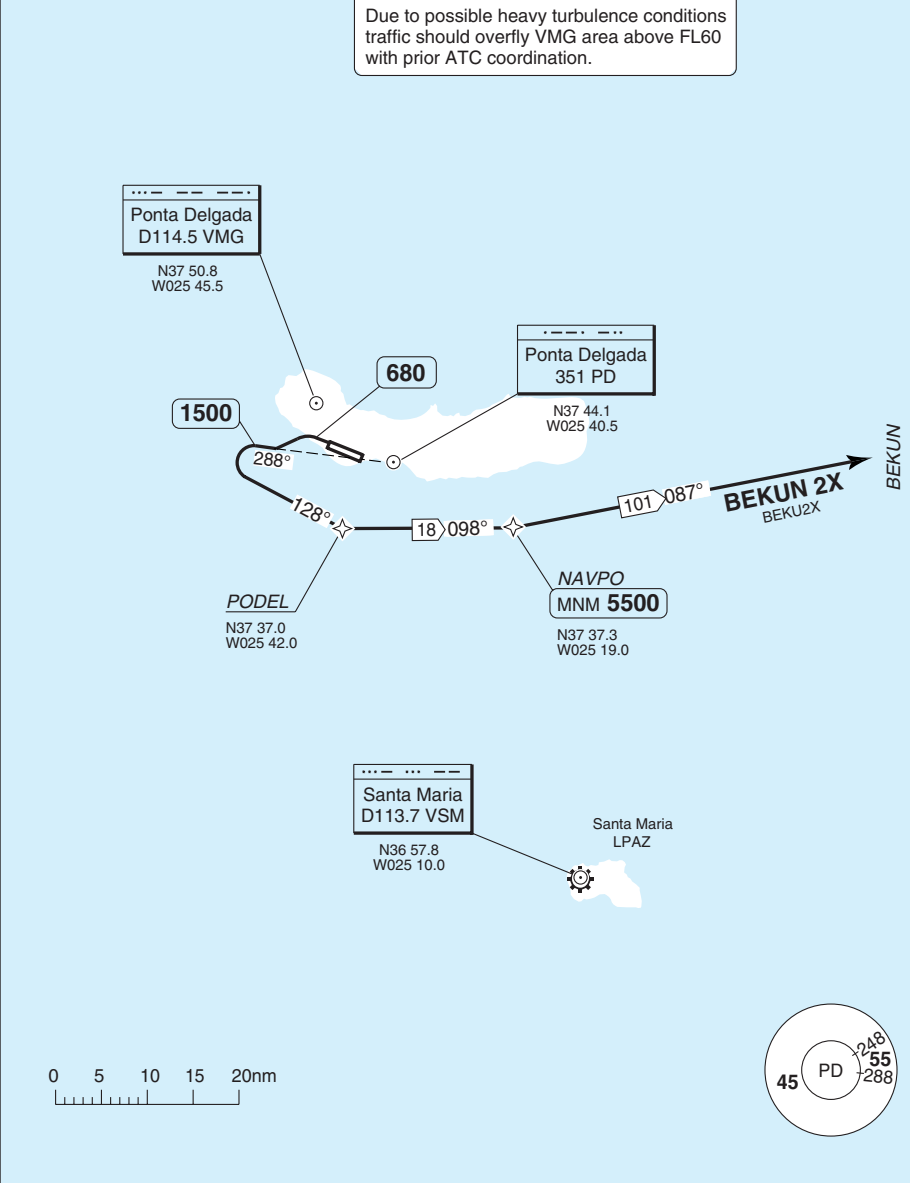 Due to possible heavy turbulence conditions
traffic should overfly VMG area above FL60
with prior ATC coordination.
Ponta Delgada
D114.5 VMG
N37 50.8
W025 45.5
680
Ponta Delgada
351 PD
N37 44.1
W025 40.5
1500
288°
BEKUN
128°
18 098°
101 087°
BEKUN 2X
BEKU2X
PODEL
N37 37.0
W025 42.0
NAVPO
MNM 5500
N37 37.3
W025 19.0
Santa Maria
D113.7 VSM
N36 57.8
W025 10.0
Santa Maria
LPAZ
0 5 10 15 20nm
248
55
45 PD
288